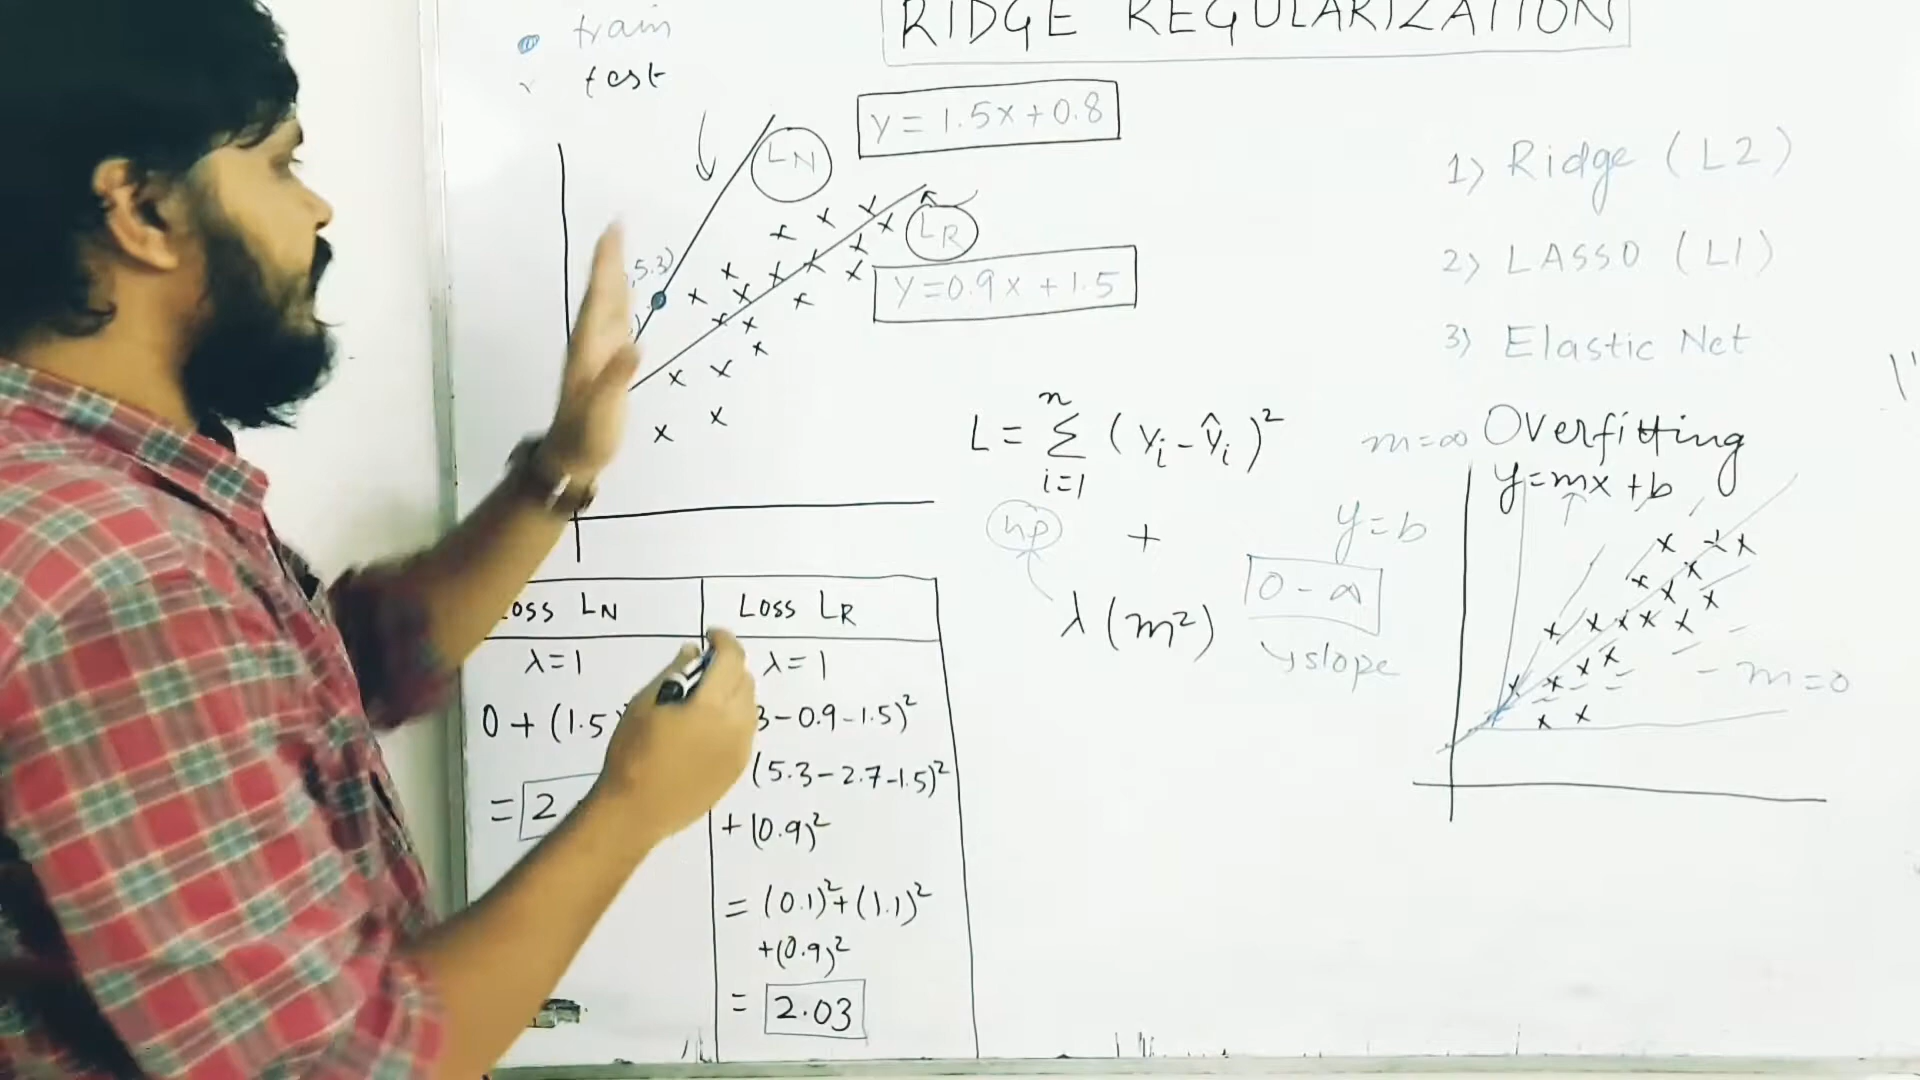 RIDGE REGULARIZATION
train
test
LN
y = 1.5x + 0.8
LR
y = 0.9x + 1.5
, 5.3)
1) Ridge (L2)
2) LASSO (L1)
3) Elastic Net
L = n Σ i=1 (yi - ŷi)²
+
λ (m²)
hp
0 - ∞
slope
y = b
m = ∞
Overfitting
y = mx + b
m = 0
Loss LN
λ = 1
0 + (1.5)
= 2
Loss LR
λ = 1
3 - 0.9 - 1.5)²
(5.3 - 2.7 - 1.5)²
+ (0.9)²
= (0.1)² + (1.1)²
+ (0.9)²
= 2.03